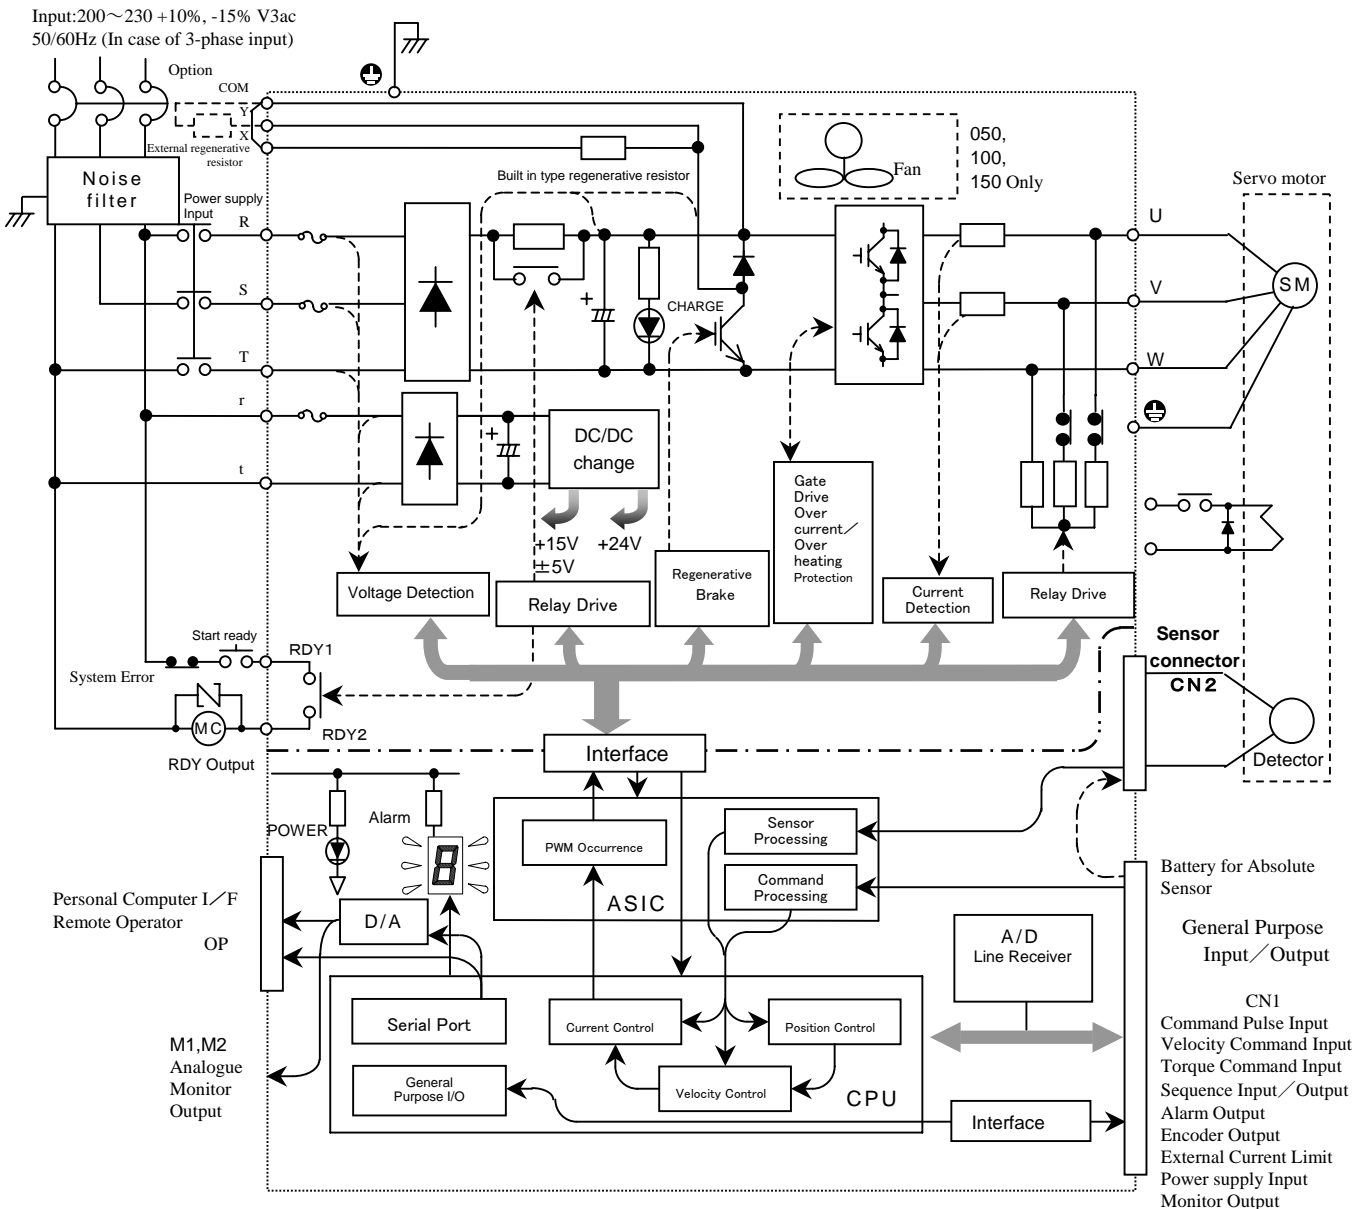 Input:200～230 +10%, -15% V3ac
50/60Hz (In case of 3-phase input)
Option
COM
Y
X
External regenerative
resistor
Noise
filter
Power supply
Input
R
S
T
r
t
Built in type regenerative resistor
Fan
050,
100,
150 Only
Servo motor
U
V
W
SM
CHARGE
+
+
DC/DC
change
+15V
±5V
+24V
Gate
Drive
Over
current／
Over
heating
Protection
Voltage Detection
Relay Drive
Regenerative
Brake
Current
Detection
Relay Drive
Start ready
System Error
RDY1
RDY2
MC
RDY Output
Sensor
connector
CN2
Detector
Interface
POWER
Alarm
8
PWM Occurrence
Sensor
Processing
Command
Processing
ASIC
Battery for Absolute
Sensor
Personal Computer I／F
Remote Operator
OP
D/A
A/D
Line Receiver
General Purpose
Input／Output
Serial Port
Current Control
Position Control
General
Purpose I/O
Velocity Control
CPU
Interface
M1,M2
Analogue
Monitor
Output
CN1
Command Pulse Input
Velocity Command Input
Torque Command Input
Sequence Input／Output
Alarm Output
Encoder Output
External Current Limit
Power supply Input
Monitor Output